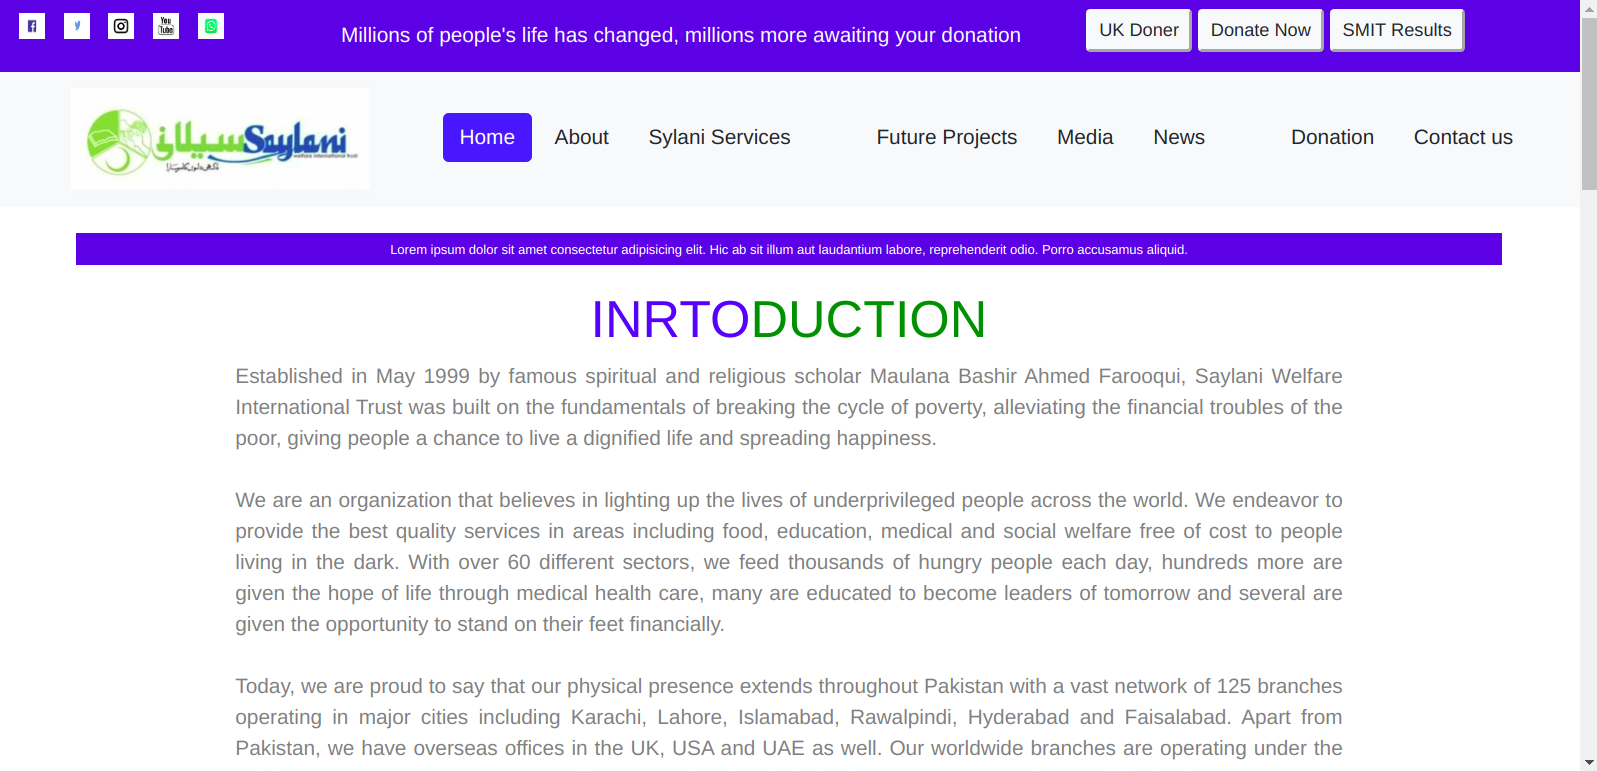 You
Tube
Millions of people's life has changed, millions more awaiting your donation
UK Doner
Donate Now
SMIT Results
سیلانی Saylani
welfare international trust
Home
About
Sylani Services
Future Projects
Media
News
Donation
Contact us
Lorem ipsum dolor sit amet consectetur adipisicing elit. Hic ab sit illum aut laudantium labore, reprehenderit odio. Porro accusamus aliquid.
INRTODUCTION
Established in May 1999 by famous spiritual and religious scholar Maulana Bashir Ahmed Farooqui, Saylani Welfare
International Trust was built on the fundamentals of breaking the cycle of poverty, alleviating the financial troubles of the
poor, giving people a chance to live a dignified life and spreading happiness.
We are an organization that believes in lighting up the lives of underprivileged people across the world. We endeavor to
provide the best quality services in areas including food, education, medical and social welfare free of cost to people
living in the dark. With over 60 different sectors, we feed thousands of hungry people each day, hundreds more are
given the hope of life through medical health care, many are educated to become leaders of tomorrow and several are
given the opportunity to stand on their feet financially.
Today, we are proud to say that our physical presence extends throughout Pakistan with a vast network of 125 branches
operating in major cities including Karachi, Lahore, Islamabad, Rawalpindi, Hyderabad and Faisalabad. Apart from
Pakistan, we have overseas offices in the UK, USA and UAE as well. Our worldwide branches are operating under the